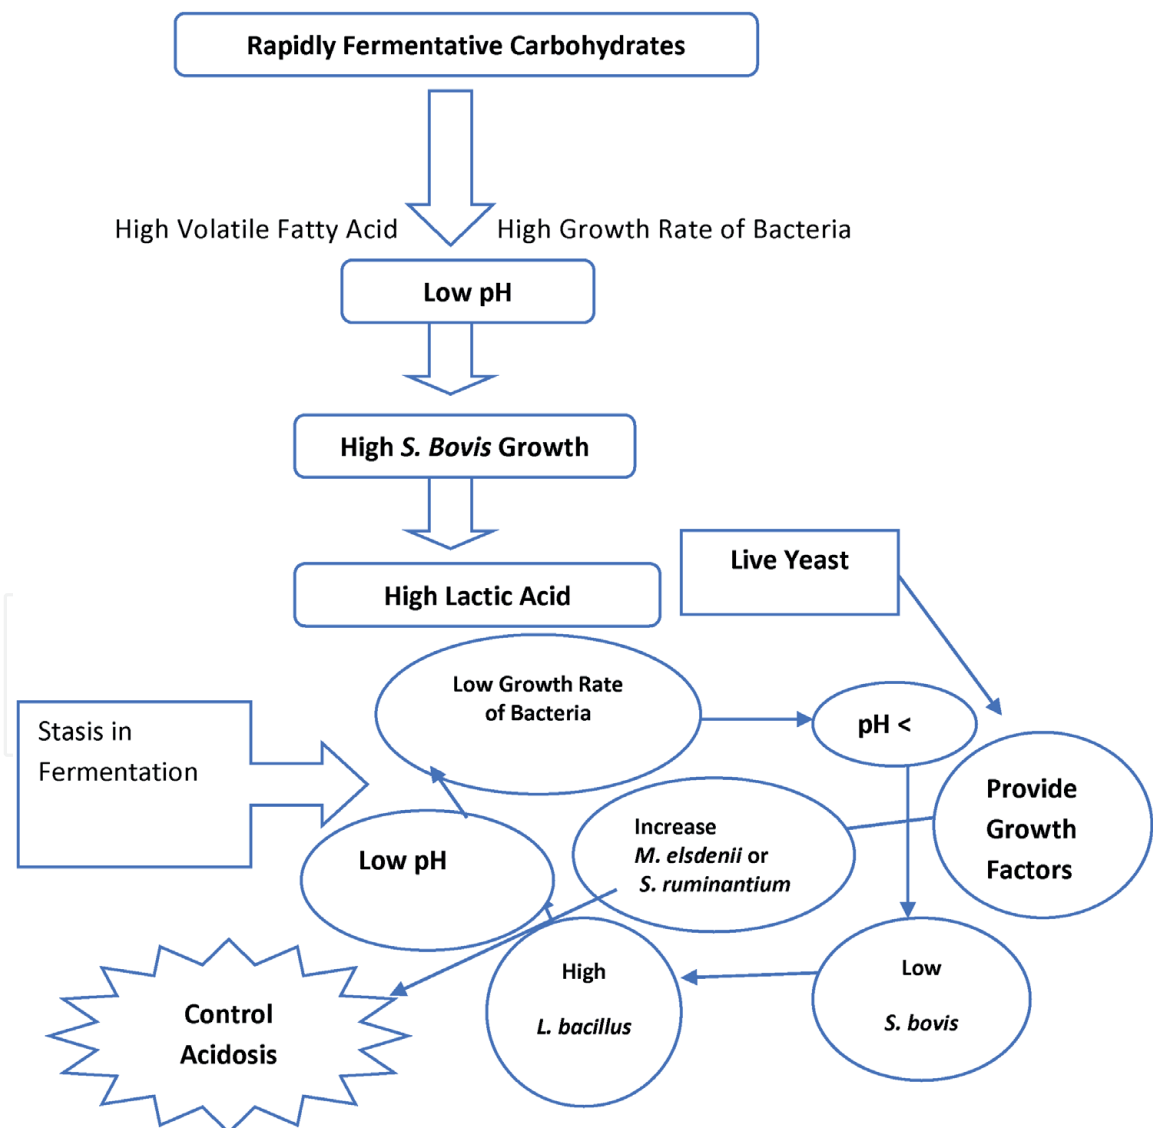 Rapidly Fermentative Carbohydrates
High Volatile Fatty Acid
High Growth Rate of Bacteria
Low pH
High S. Bovis Growth
High Lactic Acid
Live Yeast
Low Growth Rate
of Bacteria
pH <
Stasis in
Fermentation
Provide
Growth
Factors
Increase
M. elsdenii or
S. ruminantium
Low pH
High
L. bacillus
Low
S. bovis
Control
Acidosis